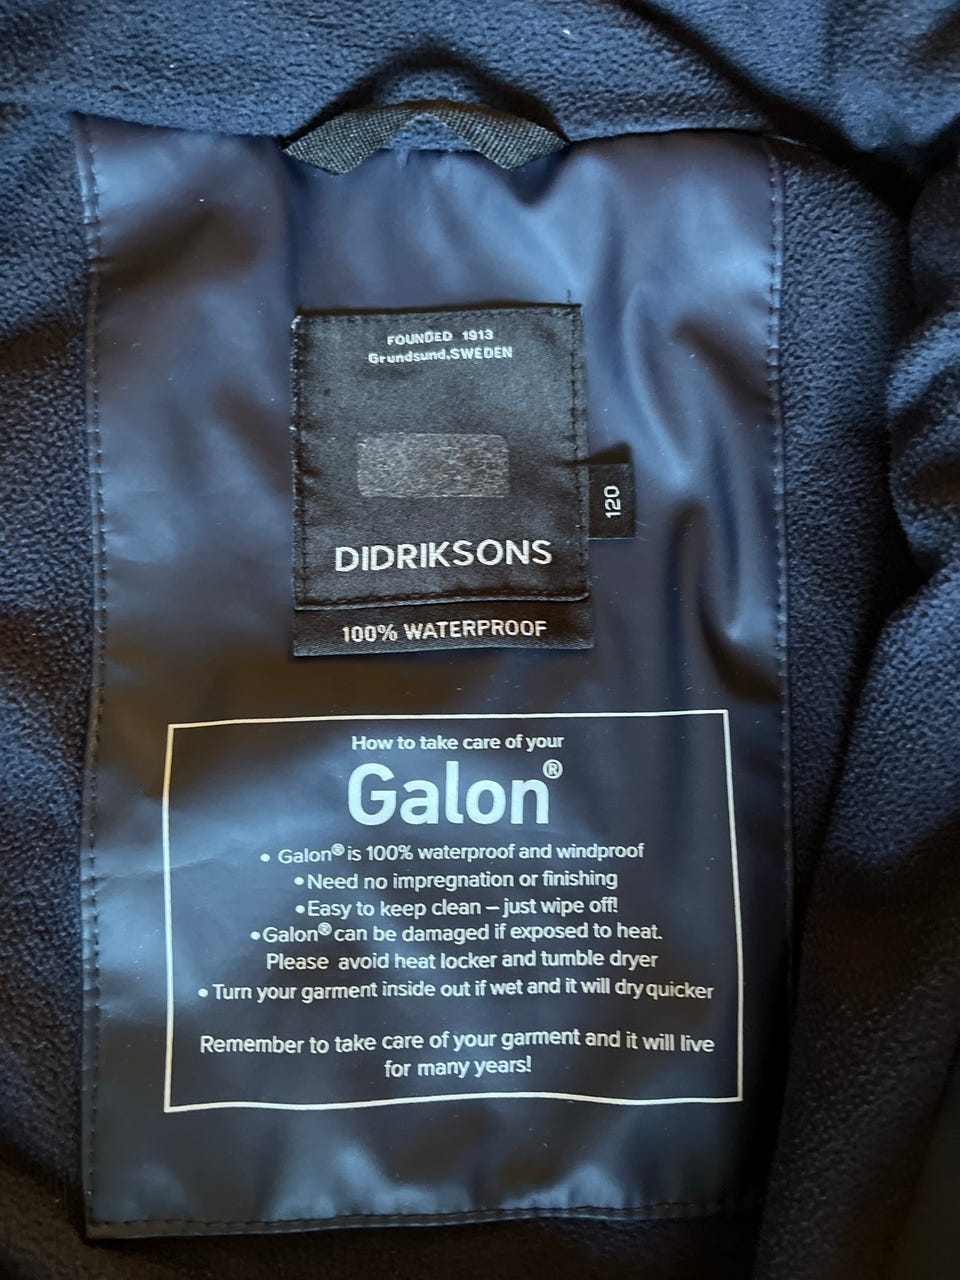 FOUNDED 1913
Grundsund,SWEDEN
120
DIDRIKSONS
100% WATERPROOF
How to take care of your
Galon®
• Galon® is 100% waterproof and windproof
• Need no impregnation or finishing
• Easy to keep clean – just wipe off!
• Galon® can be damaged if exposed to heat.
Please avoid heat locker and tumble dryer
• Turn your garment inside out if wet and it will dry quicker
Remember to take care of your garment and it will live
for many years!